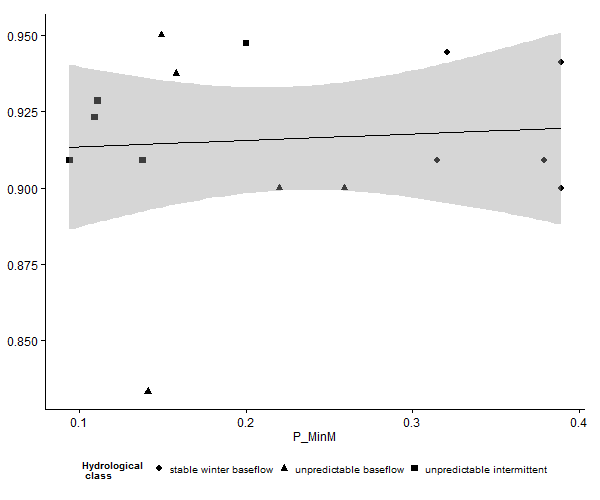 0.950
0.925
0.900
0.875
0.850
0.1 0.2 0.3 0.4
P_MinM
Hydrological
class
stable winter baseflow unpredictable baseflow unpredictable intermittent